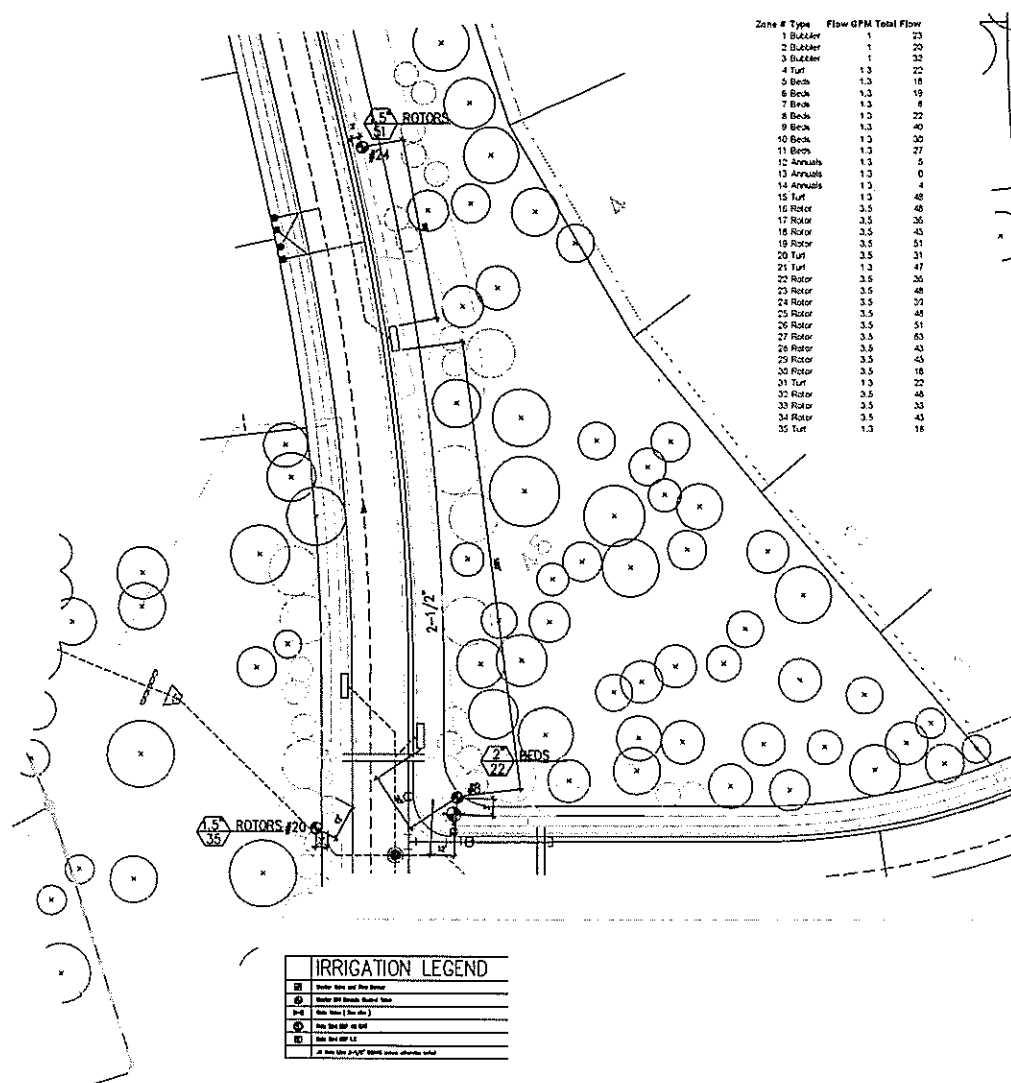 Zone # Type Flow GPM Total Flow
1 Bubbler 1 23
2 Bubbler 1 20
3 Bubbler 1 32
4 Turf 1.3 22
5 Beds 1.3 18
6 Beds 1.3 19
7 Beds 1.3 8
8 Beds 1.3 22
9 Beds 1.3 40
10 Beds 1.3 30
11 Beds 1.3 27
12 Annuals 1.3 5
13 Annuals 1.3 0
14 Annuals 1.3 4
15 Turf 1.3 48
16 Rotor 3.5 48
17 Rotor 3.5 36
18 Rotor 3.5 45
19 Rotor 3.5 51
20 Turf 3.5 31
21 Turf 1.3 47
22 Rotor 3.5 36
23 Rotor 3.5 48
24 Rotor 3.5
25 Rotor 3.5 48
26 Rotor 3.5 51
27 Rotor 3.5 63
28 Rotor 3.5 43
29 Rotor 3.5 45
30 Rotor 3.5 18
31 Turf 1.3 22
32 Rotor 3.5 48
33 Rotor 3.5 33
34 Rotor 3.5 43
35 Turf 1.3 18
1.5" ROTORS
51
#24
4
2-1/2"
2" BEDS
22
#8
1.5" ROTORS #20
35
IRRIGATION LEGEND